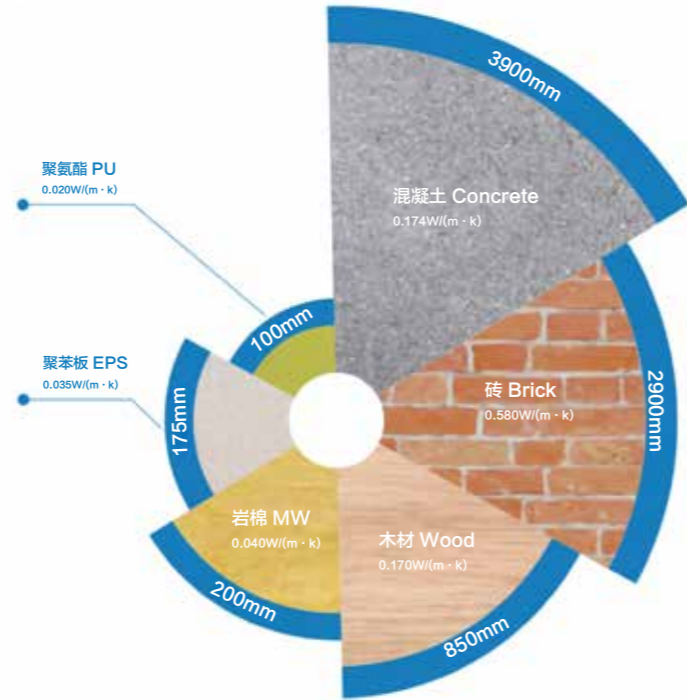 3900mm
聚氨酯 PU
0.020W/(m · k)
混凝土 Concrete
0.174W/(m · k)
100mm
聚苯板 EPS
0.035W/(m · k)
175mm
砖 Brick
0.580W/(m · k)
2900mm
岩棉 MW
0.040W/(m · k)
木材 Wood
0.170W/(m · k)
200mm
850mm